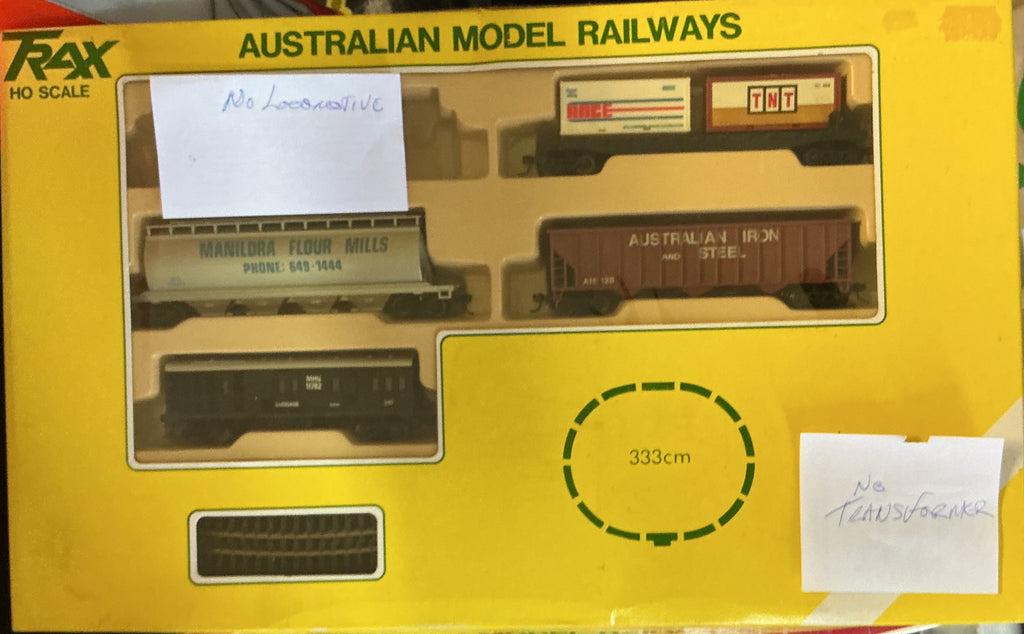 TRAX
HO SCALE
AUSTRALIAN MODEL RAILWAYS
No Locomotive
TNT
MANILDRA FLOUR MILLS
PHONE: 649-1444
AUSTRALIAN IRON
AND STEEL
MHG
333cm
No
TRANSFORMER